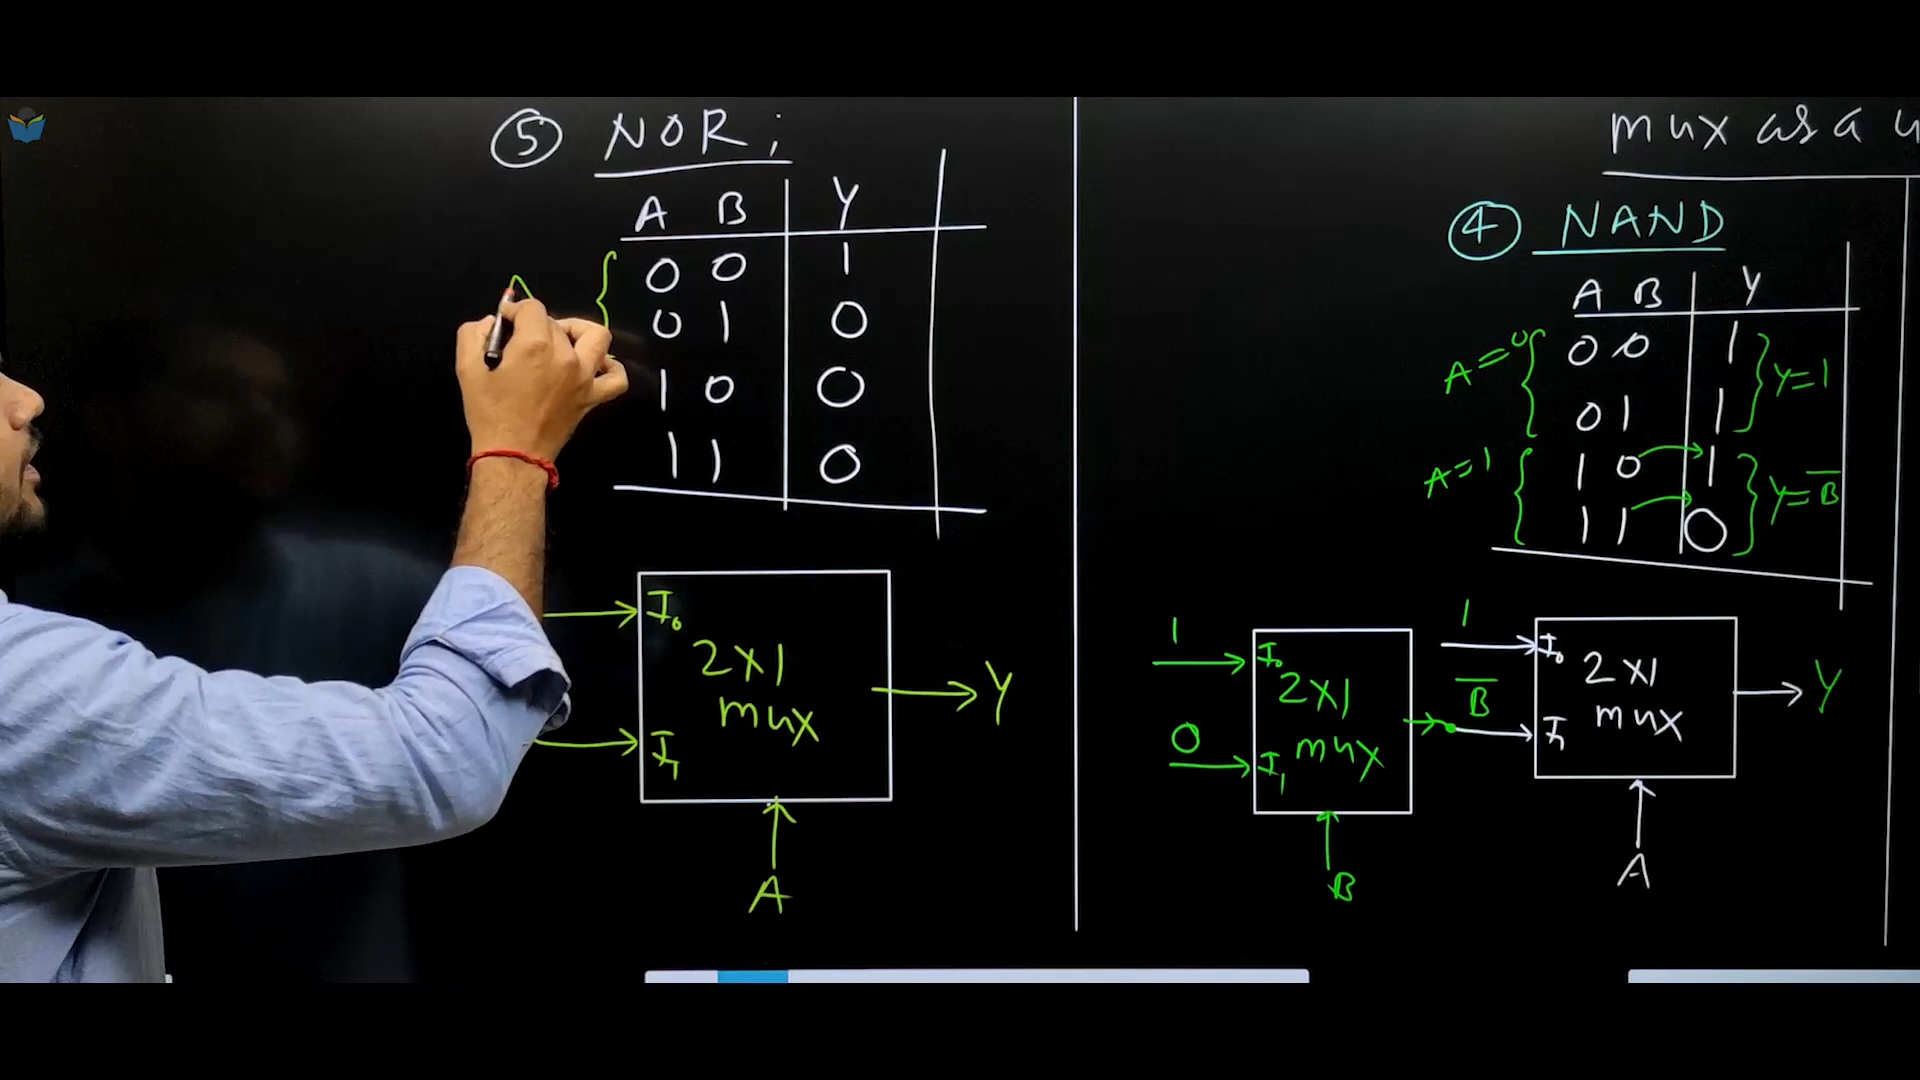 ⑤ NOR ;
A B Y
0 0 1
0 1 0
1 0 0
1 1 0
I₀
2X1
mux
I₁
Y
A
mux as a
④ NAND
A B Y
A=0 0 0 1 Y=1
0 1 1
A=1 1 0 1 Y=B̅
1 1 0
1
I₀
2X1
mux
0
I₁
B
1
B̅
I₀
2X1
mux
I₁
Y
A